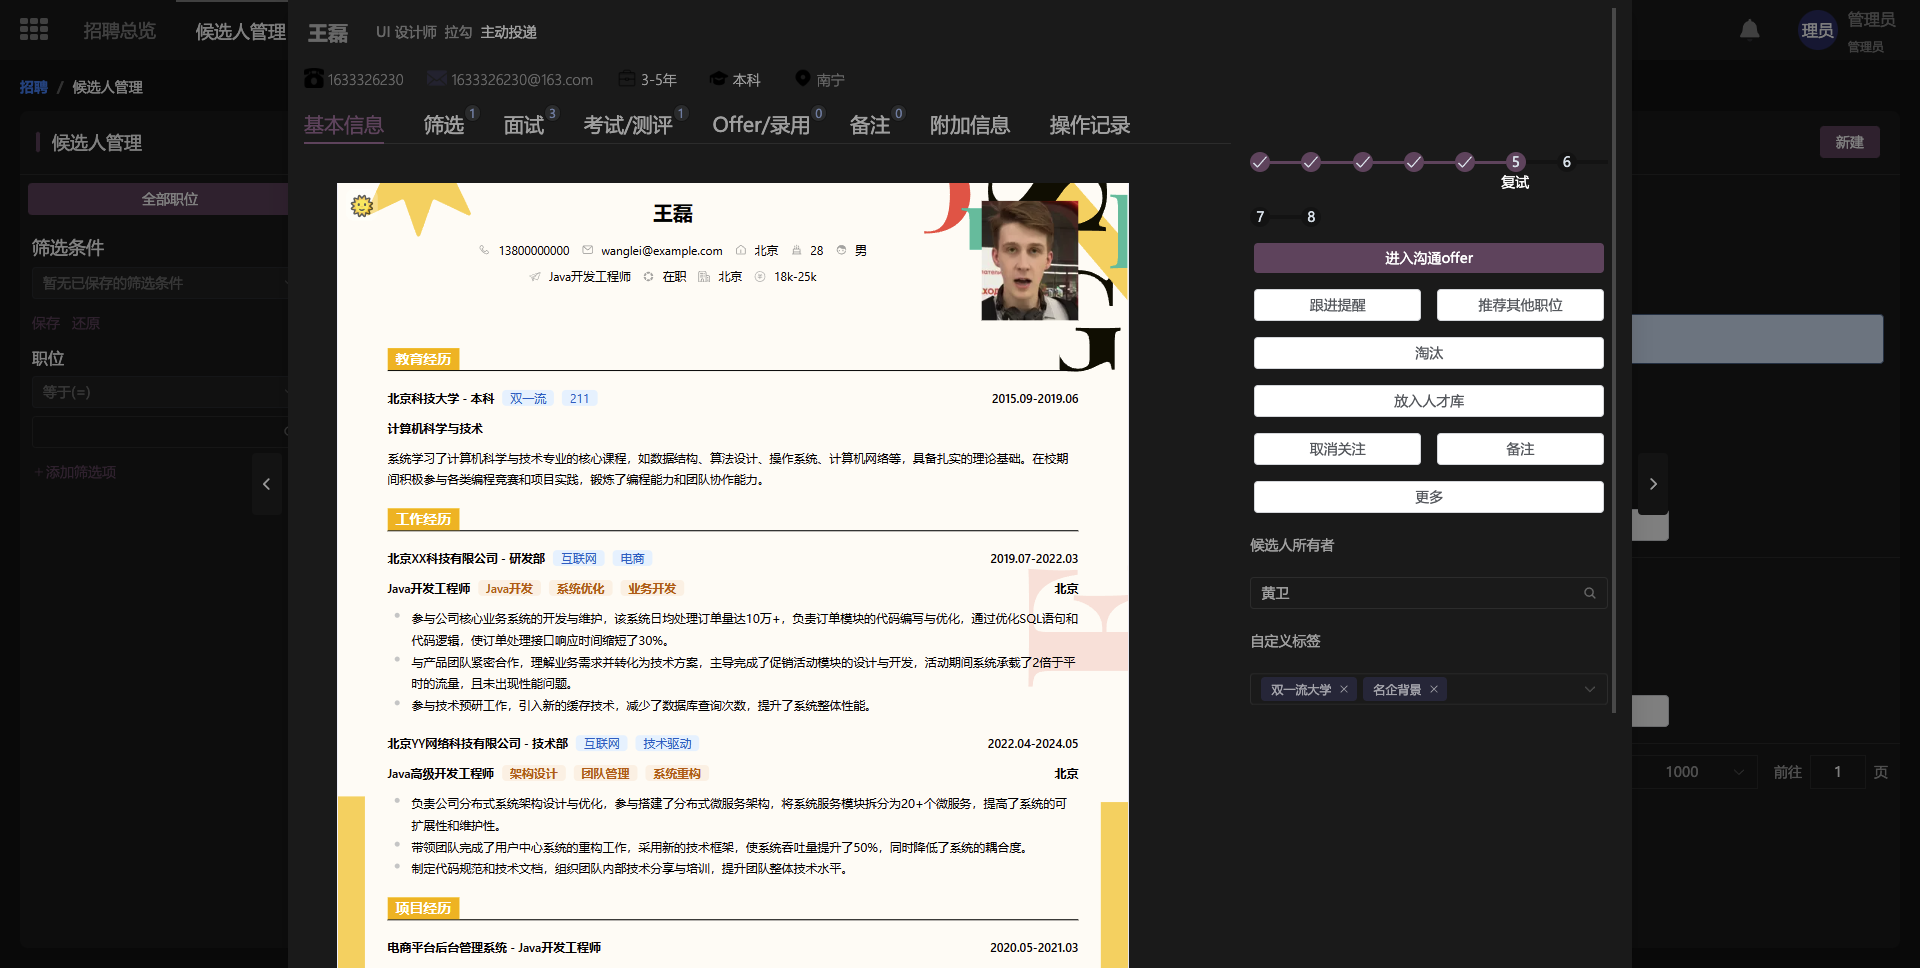 招聘总览
候选人管理
理员
管理员
管理员
招聘 / 候选人管理
候选人管理
新建
全部职位
筛选条件
暂无已保存的筛选条件
保存 还原
职位
等于(=)
+ 添加筛选项
王磊 UI 设计师 拉勾 主动投递
1633326230 1633326230@163.com 3-5年 本科 南宁
基本信息 筛选 1 面试 3 考试/测评 1 Offer/录用 0 备注 0 附加信息 操作记录
王磊
13800000000 wanglei@example.com 北京 28 男
Java开发工程师 在职 北京 18k-25k
教育经历
北京科技大学 - 本科 双一流 211 2015.09-2019.06
计算机科学与技术
系统学习了计算机科学与技术专业的核心课程，如数据结构、算法设计、操作系统、计算机网络等，具备扎实的理论基础。在校期
间积极参与各类编程竞赛和项目实践，锻炼了编程能力和团队协作能力。
工作经历
北京XX科技有限公司 - 研发部 互联网 电商 2019.07-2022.03
Java开发工程师 Java开发 系统优化 业务开发 北京
参与公司核心业务系统的开发与维护，该系统日均处理订单量达10万+，负责订单模块的代码编写与优化，通过优化SQL语句和
代码逻辑，使订单处理接口响应时间缩短了30%。
与产品团队紧密合作，理解业务需求并转化为技术方案，主导完成了促销活动模块的设计与开发，活动期间系统承载了2倍于平
时的流量，且未出现性能问题。
参与技术预研工作，引入新的缓存技术，减少了数据库查询次数，提升了系统整体性能。
北京YY网络科技有限公司 - 技术部 互联网 技术驱动 2022.04-2024.05
Java高级开发工程师 架构设计 团队管理 系统重构 北京
负责公司分布式系统架构设计与优化，参与搭建了分布式微服务架构，将系统服务模块拆分为20+个微服务，提高了系统的可
扩展性和维护性。
带领团队完成了用户中心系统的重构工作，采用新的技术框架，使系统吞吐量提升了50%，同时降低了系统的耦合度。
制定代码规范和技术文档，组织团队内部技术分享与培训，提升团队整体技术水平。
项目经历
电商平台后台管理系统 - Java开发工程师 2020.05-2021.03
5 6
复试
7 8
进入沟通offer
跟进提醒 推荐其他职位
淘汰
放入人才库
取消关注 备注
更多
候选人所有者
黄卫
自定义标签
双一流大学 名企背景
1000 前往 1 页